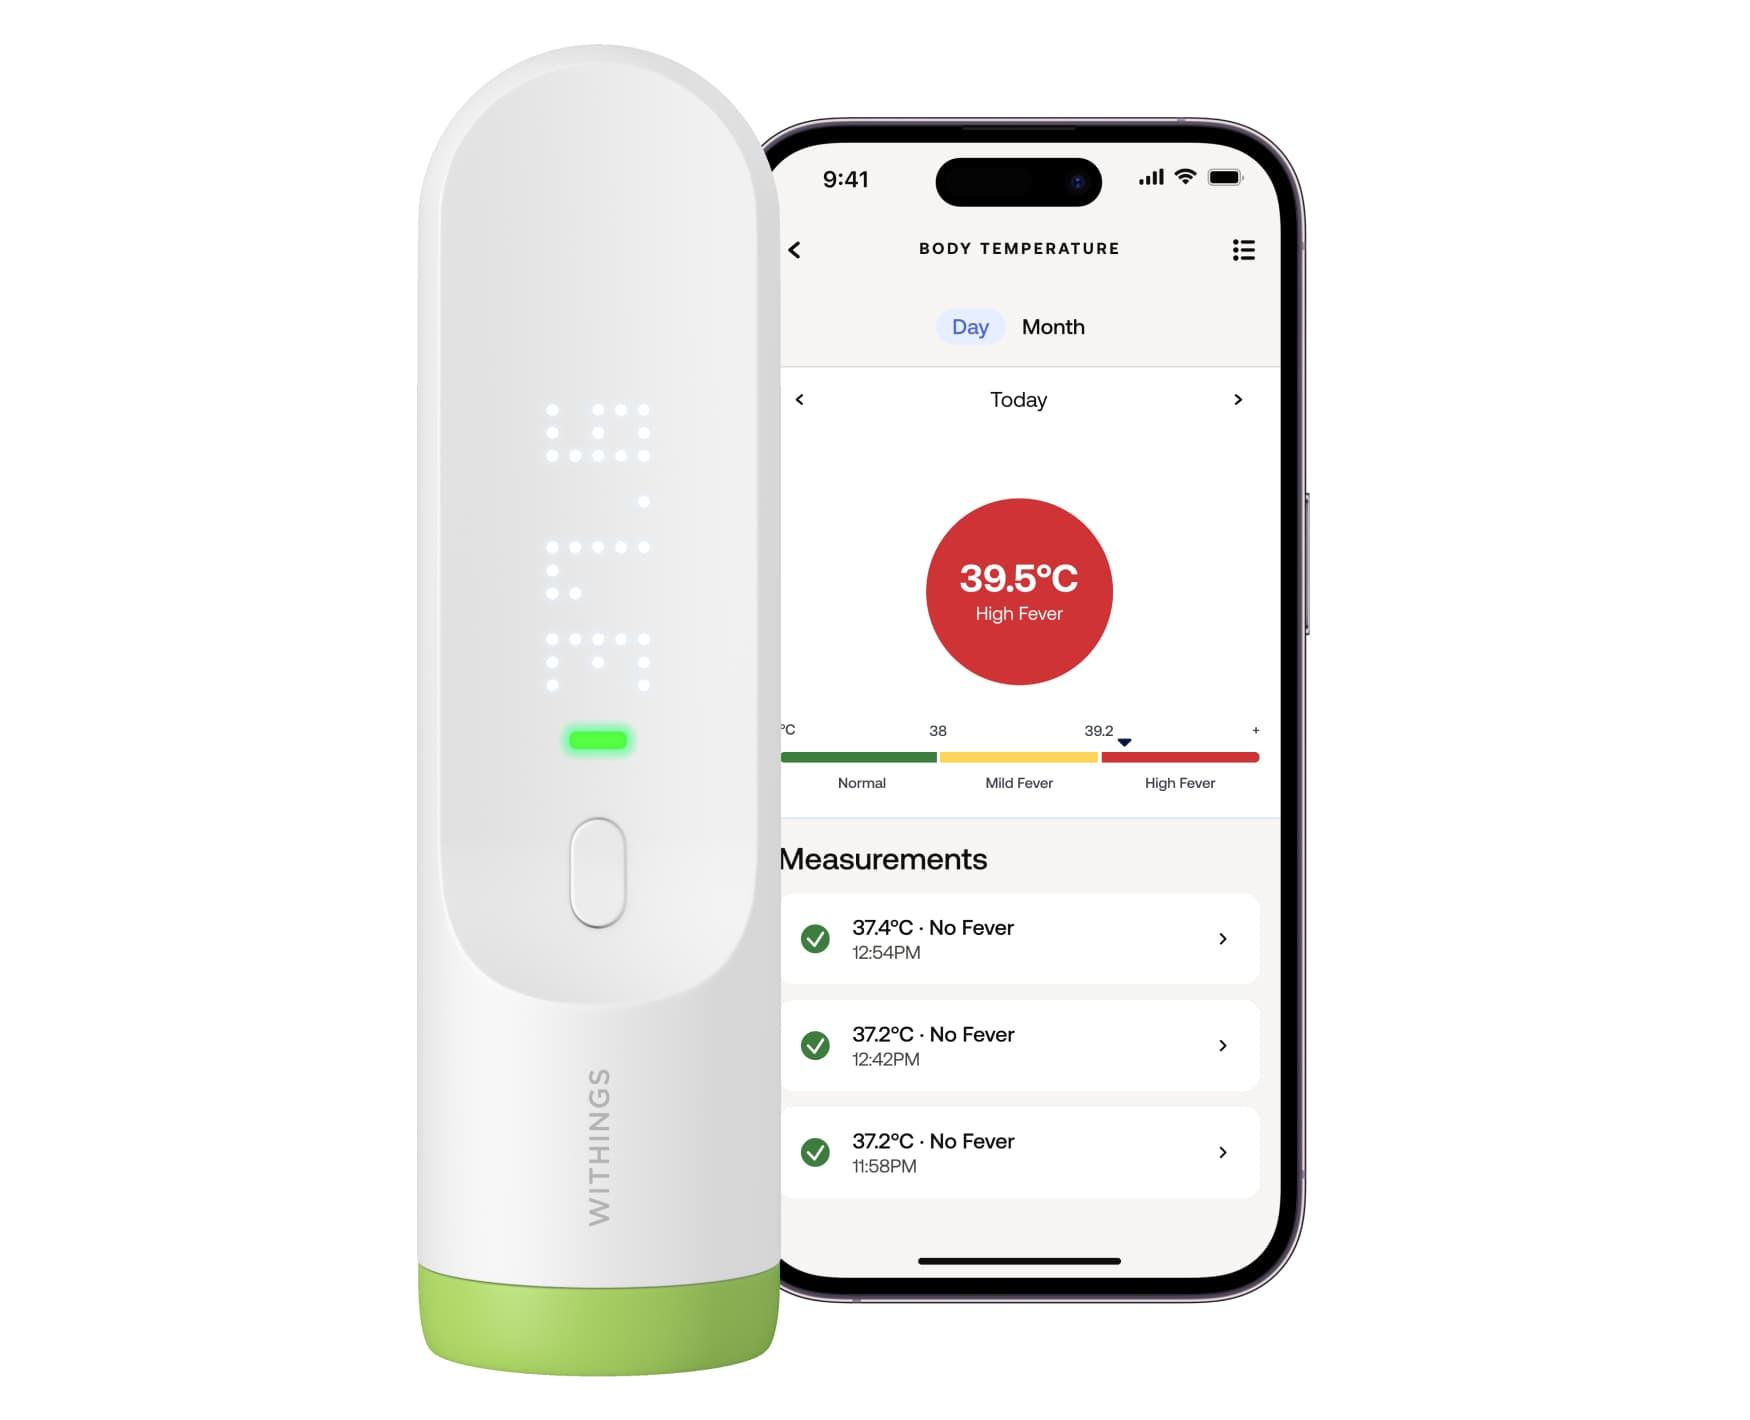 37.6
WITHINGS
9:41
BODY TEMPERATURE
Day Month
Today
39.5°C
High Fever
°C 38 39.2 +
Normal Mild Fever High Fever
Measurements
37.4°C · No Fever
12:54PM
37.2°C · No Fever
12:42PM
37.2°C · No Fever
11:58PM